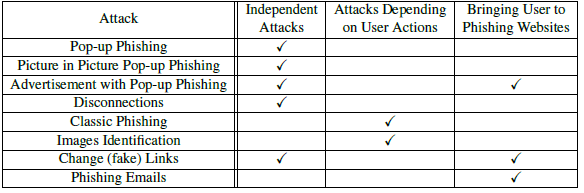 Attack | Independent Attacks | Attacks Depending on User Actions | Bringing User to Phishing Websites
Pop-up Phishing | ✓ | |
Picture in Picture Pop-up Phishing | ✓ | |
Advertisement with Pop-up Phishing | ✓ | | ✓
Disconnections | ✓ | |
Classic Phishing | | ✓ |
Images Identification | | ✓ |
Change (fake) Links | ✓ | | ✓
Phishing Emails | | | ✓